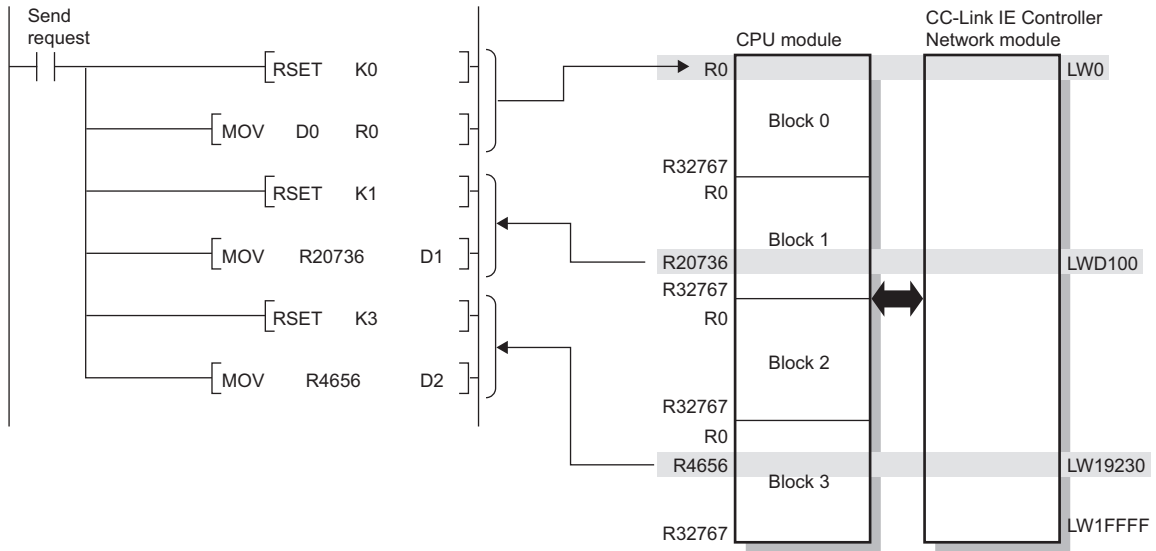 Send
request
RSET K0
MOV D0 R0
RSET K1
MOV R20736 D1
RSET K3
MOV R4656 D2
CPU module
CC-Link IE Controller
Network module
R0
LW0
Block 0
R32767
R0
Block 1
R20736
LWD100
R32767
R0
Block 2
R32767
R0
R4656
LW19230
Block 3
R32767
LW1FFFF